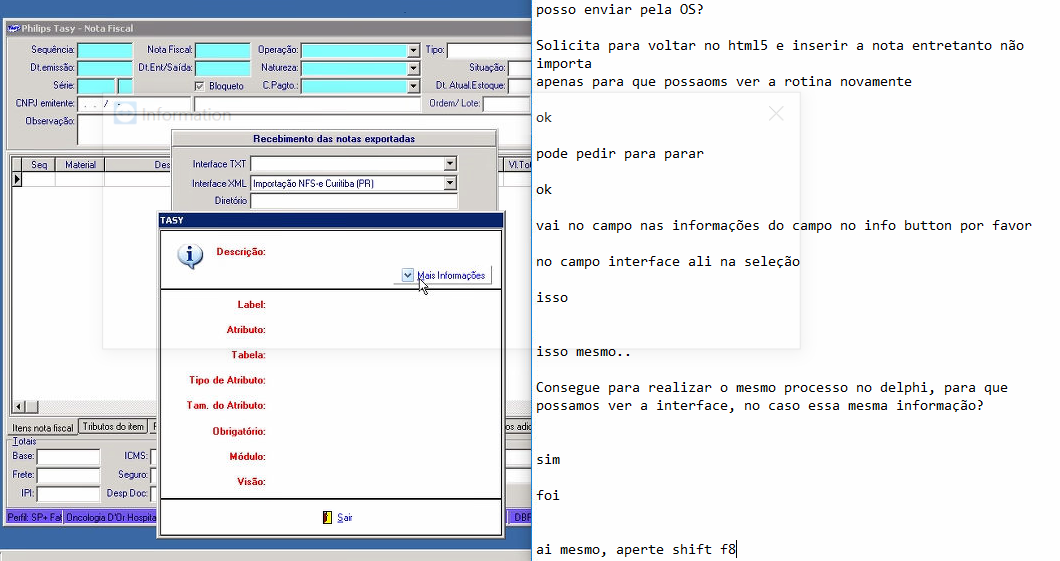 TASY Philips Tasy - Nota Fiscal
Sequência: Nota Fiscal: Operação: Tipo:
Dt.emissão: Dt.Ent/Saída: Natureza: Situação:
Série: Bloqueto C.Pagto.: Dt. Atual.Estoque:
CNPJ emitente: . . / - Ordem/ Lote:
Observação:
Information
Recebimento das notas exportadas
Seq Material Des Vl.Tot
Interface TXT
Interface XML Importação NFS-e Curitiba (PR)
Diretório
TASY
Descrição:
Mais Informações
Label:
Atributo:
Tabela:
Tipo de Atributo:
Tam. do Atributo:
Obrigatório:
Módulo:
Visão:
Sair
Itens nota fiscal Tributos do item os adic
Totais
Base: ICMS:
Frete: Seguro:
IPI: Desp Doc:
Perfil: SP+ Fat Oncologia D'Or Hospita DBF
posso enviar pela OS?
Solicita para voltar no html5 e inserir a nota entretanto não
importa
apenas para que possaoms ver a rotina novamente
ok
pode pedir para parar
ok
vai no campo nas informações do campo no info button por favor
no campo interface ali na seleção
isso
isso mesmo..
Consegue para realizar o mesmo processo no delphi, para que
possamos ver a interface, no caso essa mesma informação?
sim
foi
ai mesmo, aperte shift f8